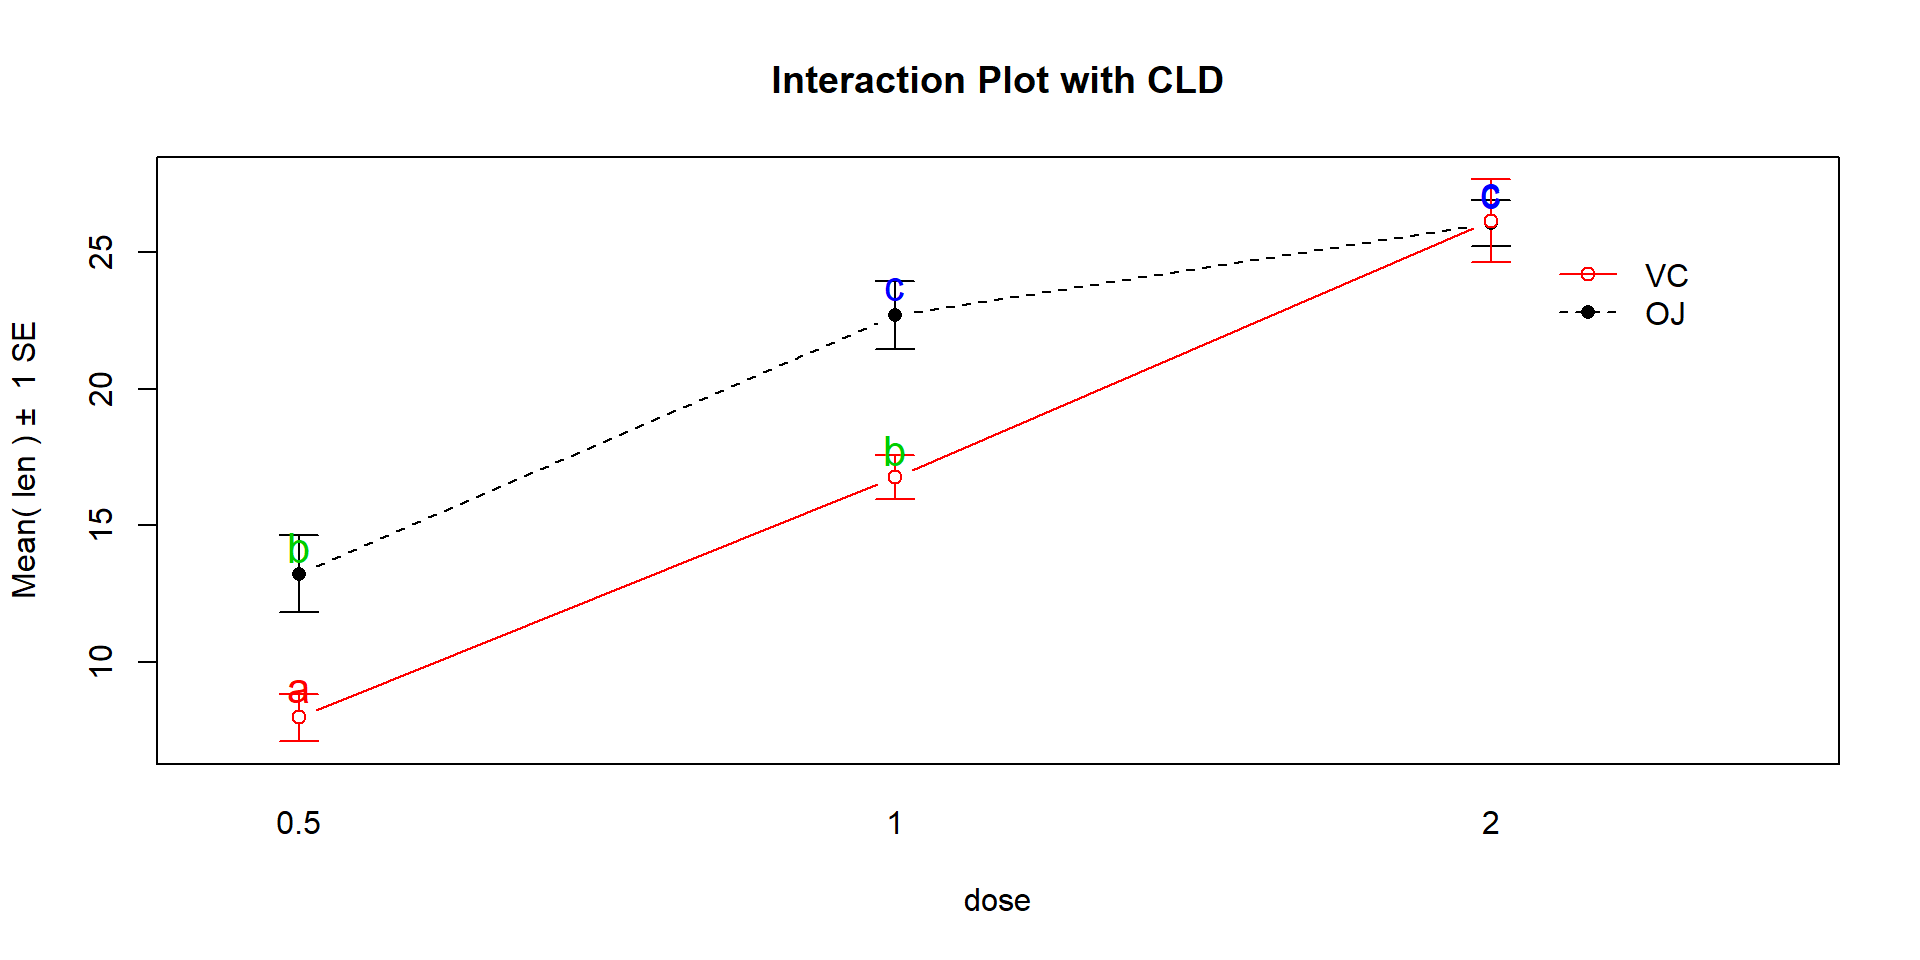 Interaction Plot with CLD
Mean( len ) ± 1 SE
25
20
15
10
b
a
c
b
c
VC
OJ
0.5 1 2
dose